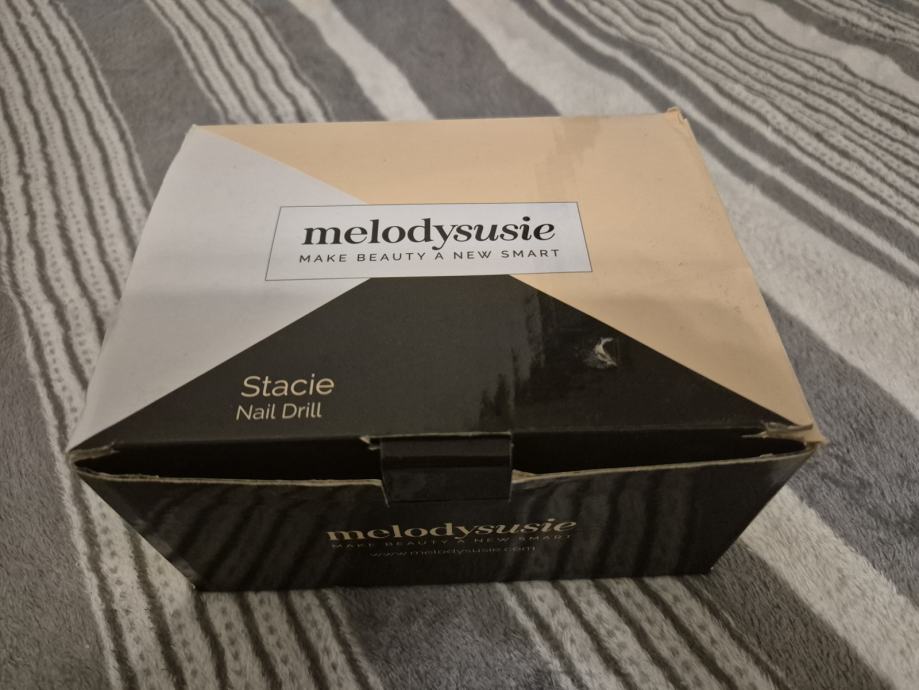 melodysusie
MAKE BEAUTY A NEW SMART
Stacie
Nail Drill
melodysusie
MAKE BEAUTY A NEW SMART
www.melodysusie.com